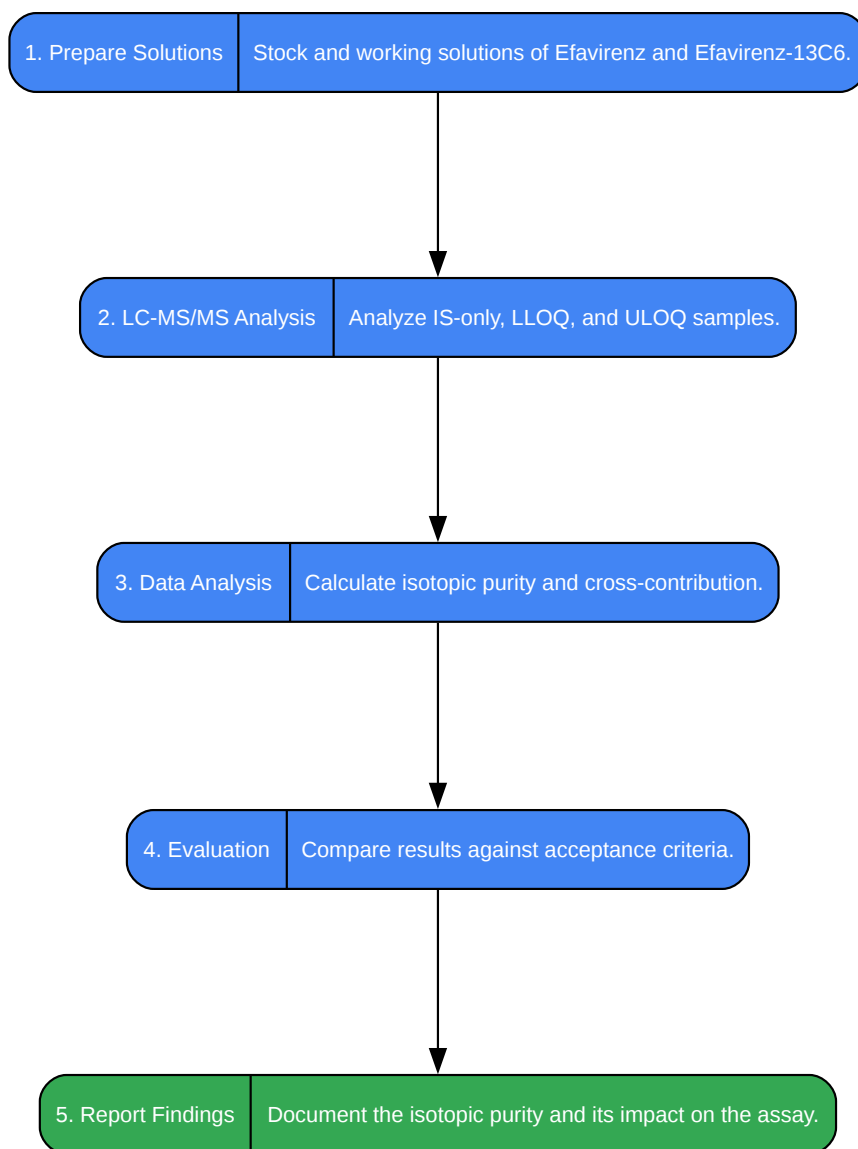 1. Prepare Solutions
Stock and working solutions of Efavirenz and Efavirenz-13C6.
2. LC-MS/MS Analysis
Analyze IS-only, LLOQ, and ULOQ samples.
3. Data Analysis
Calculate isotopic purity and cross-contribution.
4. Evaluation
Compare results against acceptance criteria.
5. Report Findings
Document the isotopic purity and its impact on the assay.